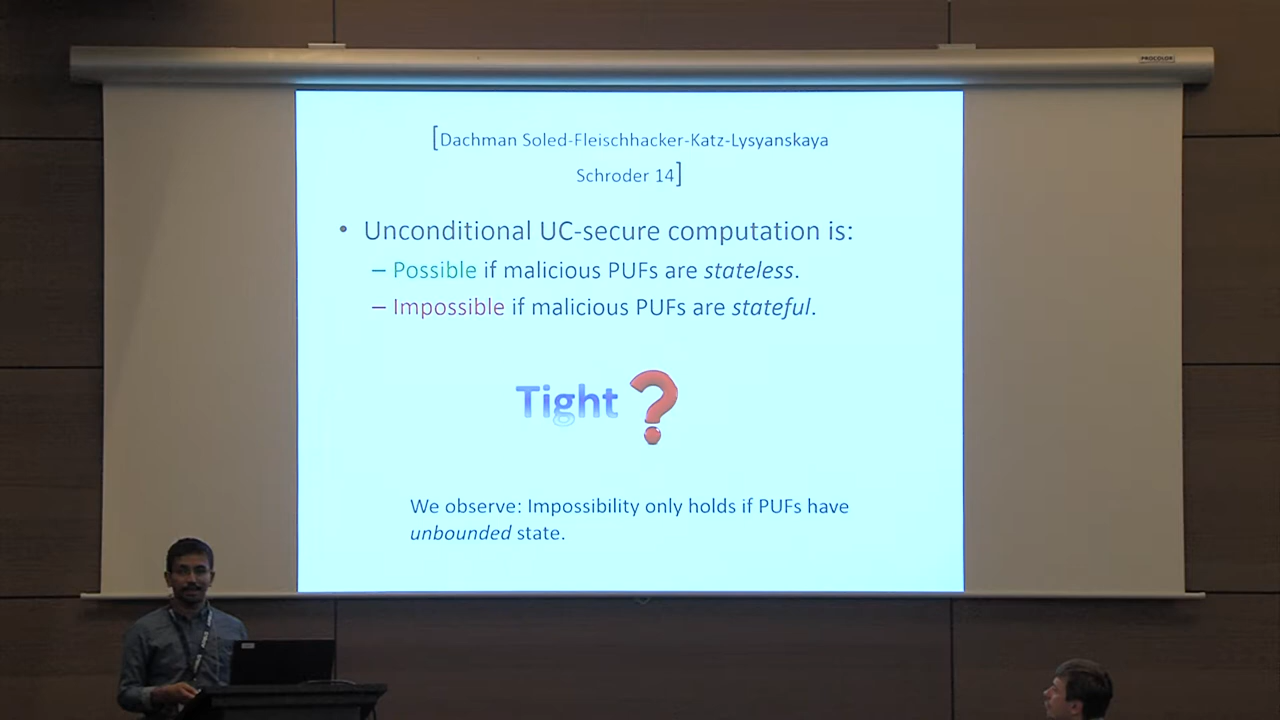 PROCOLOR
[Dachman Soled-Fleischhacker-Katz-Lysyanskaya
Schroder 14]
• Unconditional UC-secure computation is:
– Possible if malicious PUFs are stateless.
– Impossible if malicious PUFs are stateful.
Tight ?
We observe: Impossibility only holds if PUFs have
unbounded state.